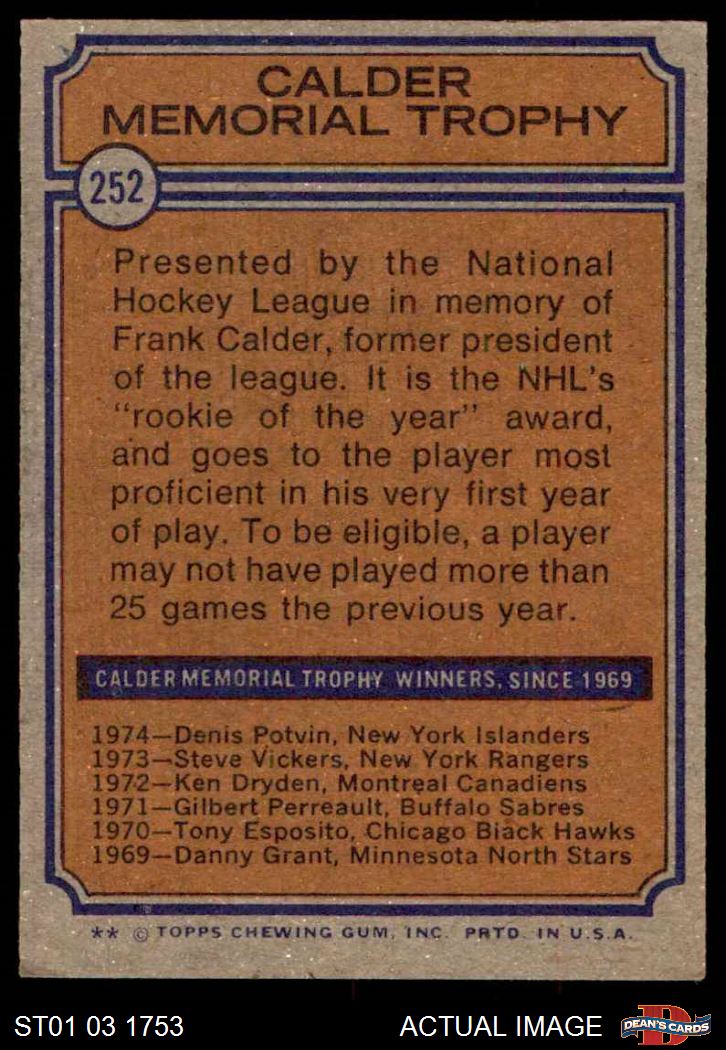 CALDER
MEMORIAL TROPHY
252
Presented by the National
Hockey League in memory of
Frank Calder, former president
of the league. It is the NHL's
"rookie of the year" award,
and goes to the player most
proficient in his very first year
of play. To be eligible, a player
may not have played more than
25 games the previous year.
CALDER MEMORIAL TROPHY WINNERS, SINCE 1969
1974—Denis Potvin, New York Islanders
1973—Steve Vickers, New York Rangers
1972—Ken Dryden, Montreal Canadiens
1971—Gilbert Perreault, Buffalo Sabres
1970—Tony Esposito, Chicago Black Hawks
1969—Danny Grant, Minnesota North Stars
** © TOPPS CHEWING GUM, INC. PRTD. IN U.S.A.
ST01 03 1753 ACTUAL IMAGE
D
DEAN'S CARDS